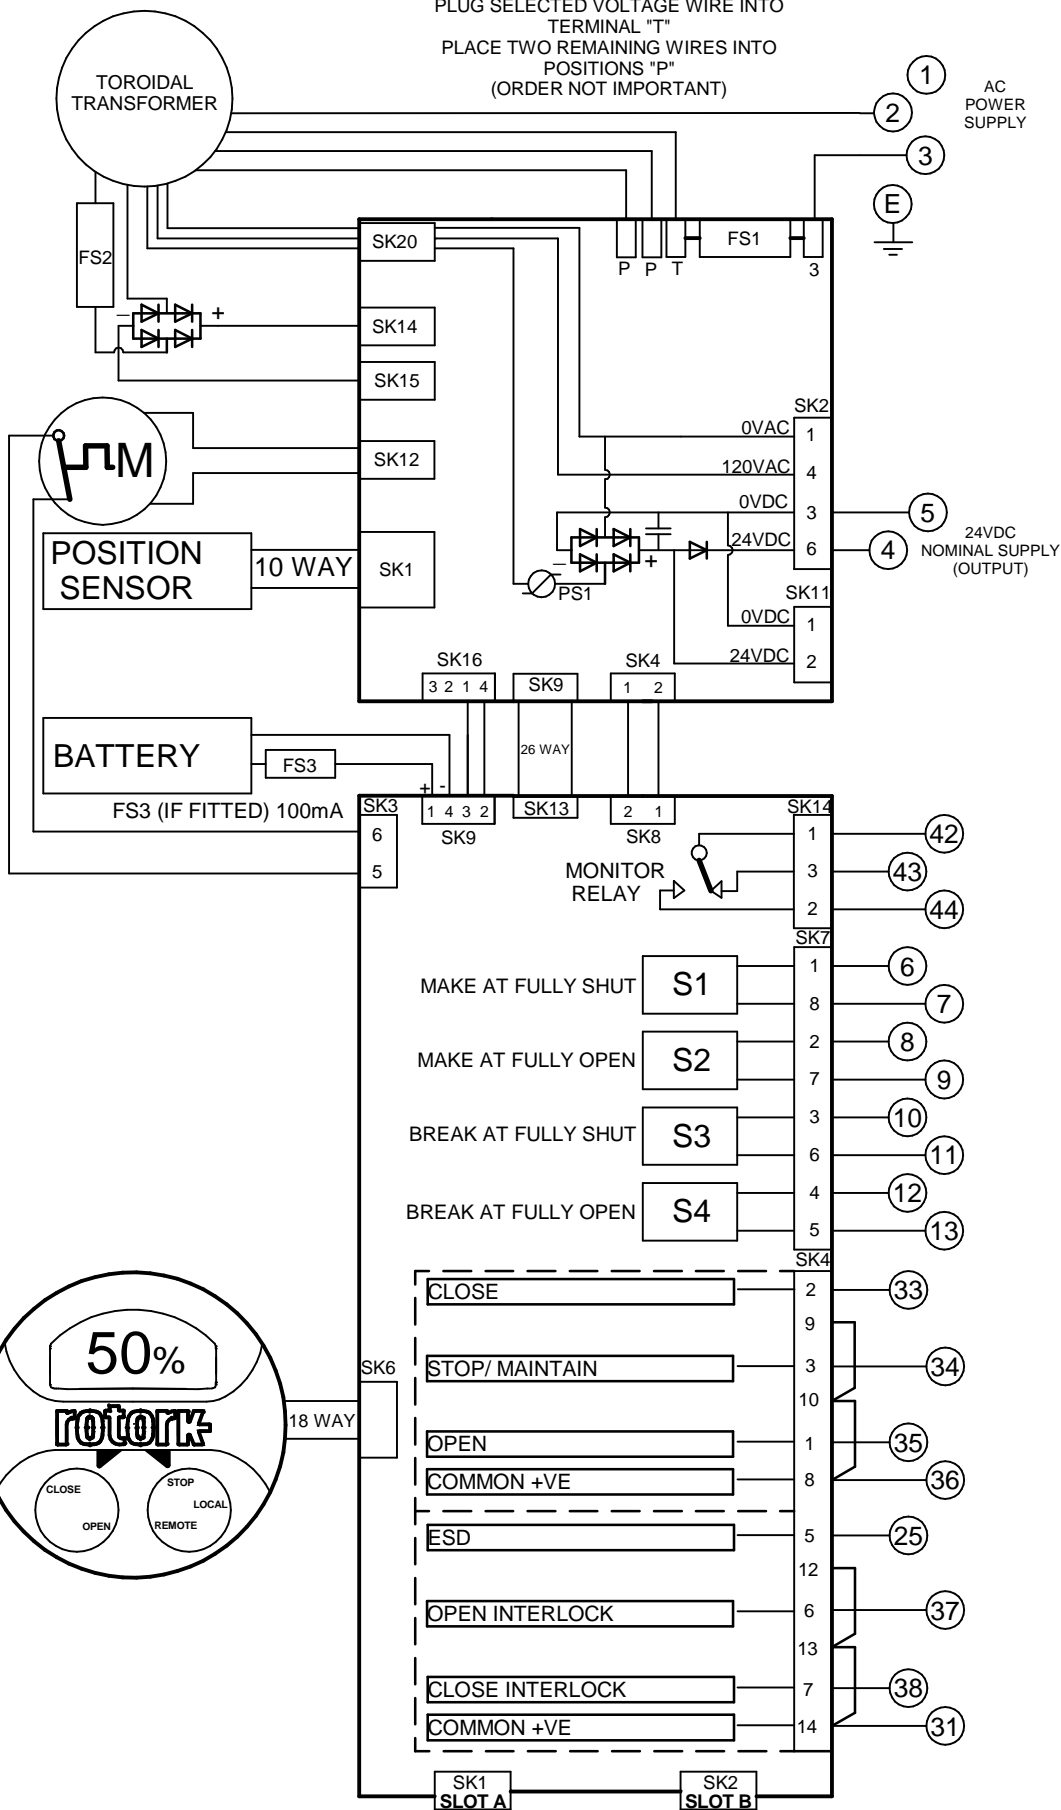 PLUG SELECTED VOLTAGE WIRE INTO
TERMINAL "T"
PLACE TWO REMAINING WIRES INTO
POSITIONS "P"
(ORDER NOT IMPORTANT)
TOROIDAL
TRANSFORMER
1
2
3
E
AC
POWER
SUPPLY
FS2
SK20
P
P
T
FS1
3
– +
SK14
SK15
M
SK12
SK2
0VAC 1
120VAC 4
0VDC 3
24VDC 6
5
4
24VDC
NOMINAL SUPPLY
(OUTPUT)
POSITION
SENSOR
10 WAY
SK1
PS1
– +
SK11
0VDC 1
24VDC 2
SK16
3 2 1 4
SK9
SK4
1 2
BATTERY
FS3
26 WAY
+ -
FS3 (IF FITTED) 100mA
SK3
6
5
1 4 3 2
SK9
SK13
2 1
SK8
SK14
MONITOR
RELAY
1 42
3 43
2 44
SK7
MAKE AT FULLY SHUT S1
1 6
8 7
MAKE AT FULLY OPEN S2
2 8
7 9
BREAK AT FULLY SHUT S3
3 10
6 11
BREAK AT FULLY OPEN S4
4 12
5 13
SK4
CLOSE 2 33
9
STOP/ MAINTAIN 3 34
10
OPEN 1 35
COMMON +VE 8 36
ESD 5 25
12
OPEN INTERLOCK 6 37
13
CLOSE INTERLOCK 7 38
COMMON +VE 14 31
50%
rotork
CLOSE
OPEN
STOP
LOCAL
REMOTE
18 WAY
SK6
SK1
SLOT A
SK2
SLOT B